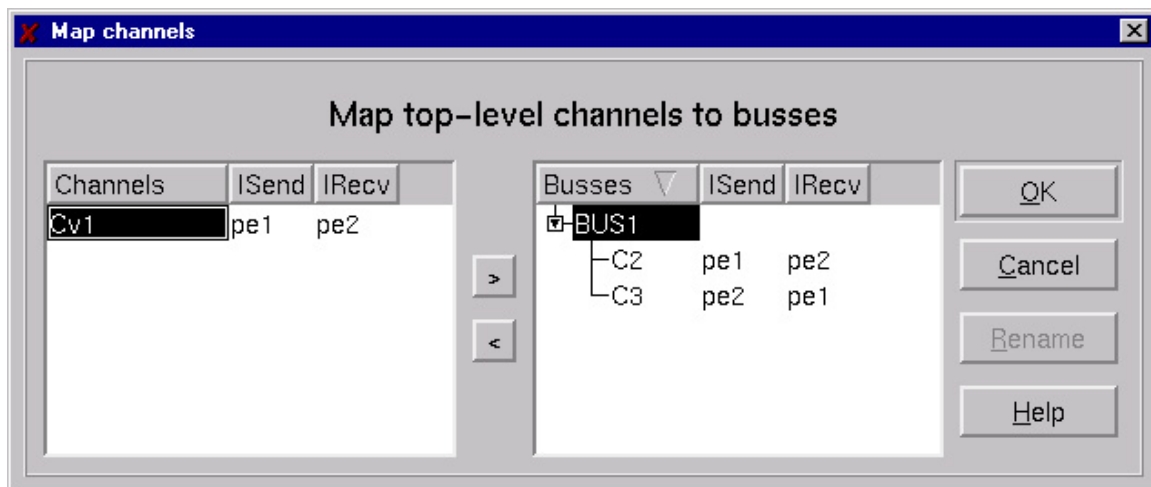 Map channels
Map top-level channels to busses
Channels ISend IRecv
Cv1 pe1 pe2
>
<
Busses ISend IRecv
BUS1
C2 pe1 pe2
C3 pe2 pe1
OK
Cancel
Rename
Help